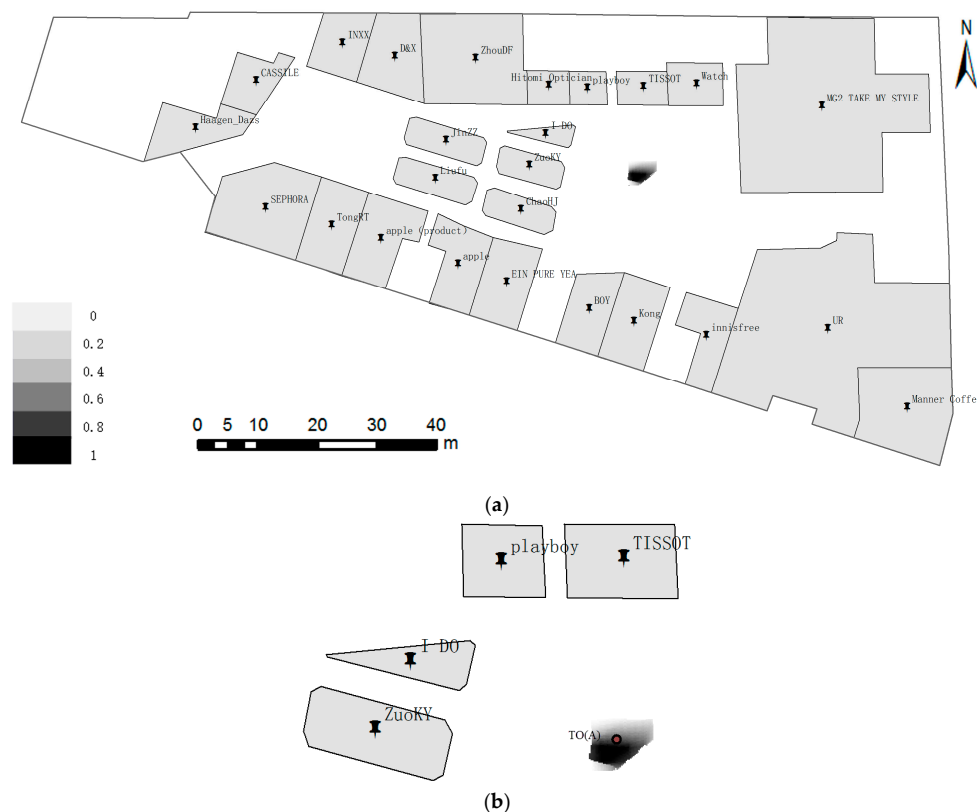 N
INXX
D&X
ZhouDF
CASSILE
Hitomi Optician
playboy
TISSOT
Watch
MG2 TAKE MY STYLE
Haagen_Dazs
JinZZ
I DO
ZuoKY
Liufu
SEPHORA
ChaoHJ
TongRT
apple (product)
apple
EIN PURE YEA
BOY
Kong
innisfree
UR
Manner Coffe
0
0.2
0.4
0.6
0.8
1
0 5 10 20 30 40
m
(a)
playboy
TISSOT
I DO
ZuoKY
TO(A)
(b)